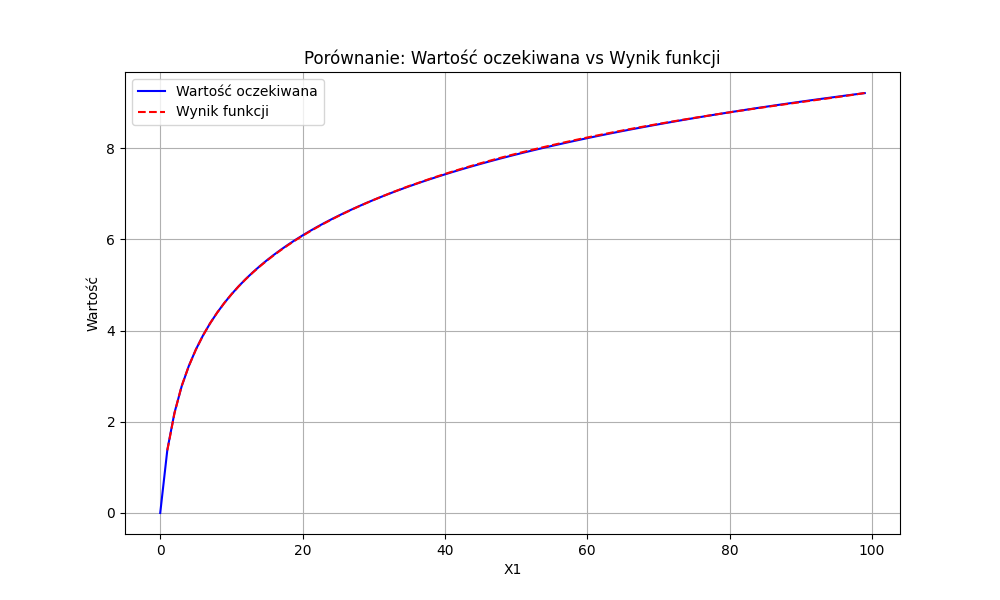 Porównanie: Wartość oczekiwana vs Wynik funkcji
Wartość oczekiwana
Wynik funkcji
Wartość
8
6
4
2
0
0 20 40 60 80 100
X1